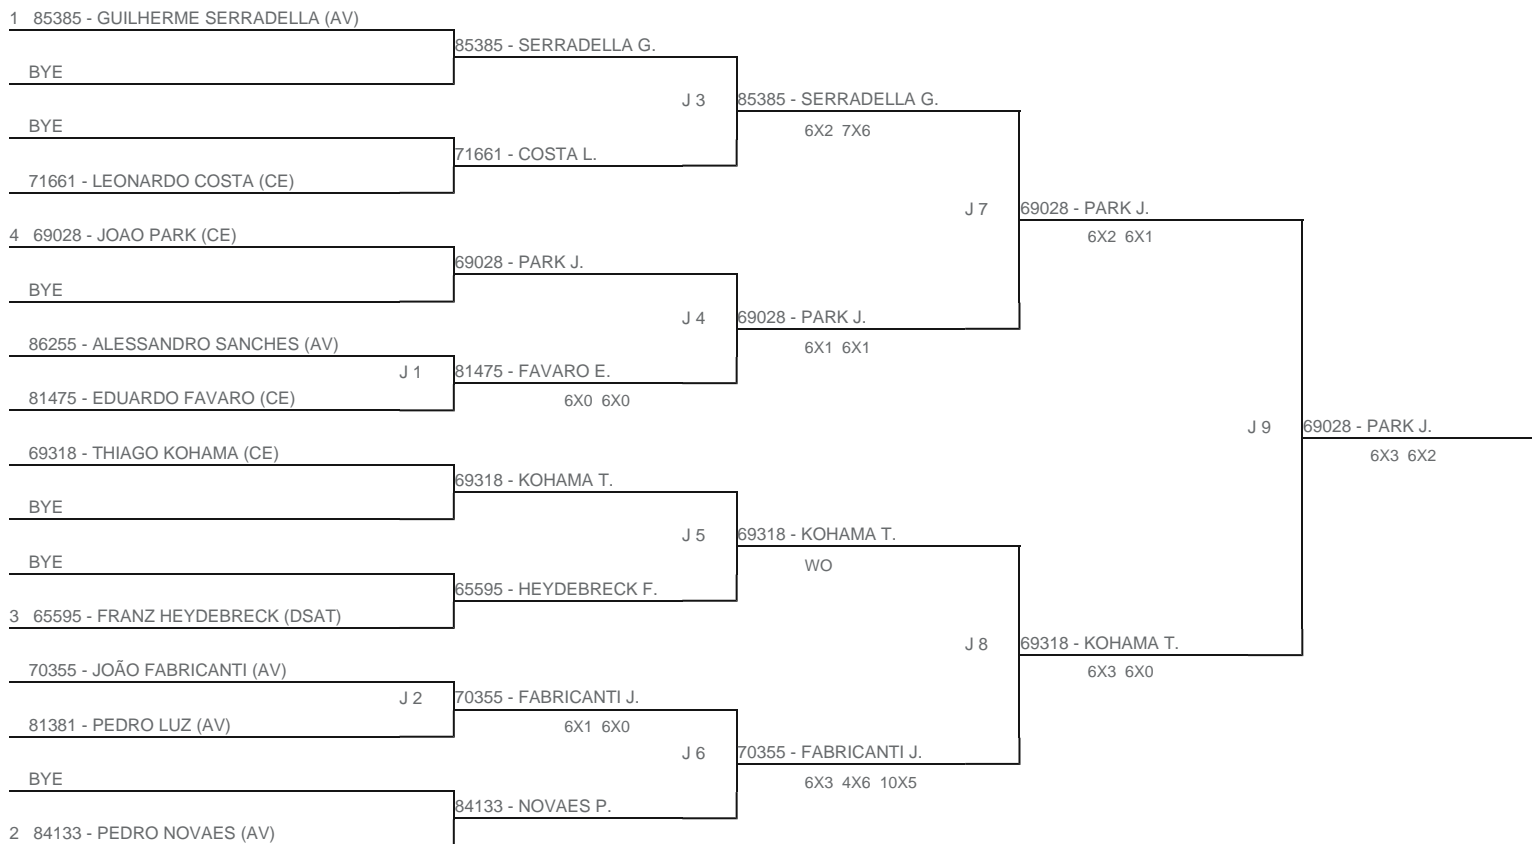 1 85385 - GUILHERME SERRADELLA (AV)
85385 - SERRADELLA G.
BYE
J 3
85385 - SERRADELLA G.
6X2 7X6
BYE
71661 - COSTA L.
71661 - LEONARDO COSTA (CE)
J 7
69028 - PARK J.
6X2 6X1
4 69028 - JOAO PARK (CE)
69028 - PARK J.
BYE
J 4
69028 - PARK J.
6X1 6X1
86255 - ALESSANDRO SANCHES (AV)
J 1
81475 - FAVARO E.
6X0 6X0
81475 - EDUARDO FAVARO (CE)
J 9
69028 - PARK J.
6X3 6X2
69318 - THIAGO KOHAMA (CE)
69318 - KOHAMA T.
BYE
J 5
69318 - KOHAMA T.
WO
BYE
65595 - HEYDEBRECK F.
3 65595 - FRANZ HEYDEBRECK (DSAT)
J 8
69318 - KOHAMA T.
6X3 6X0
70355 - JOÃO FABRICANTI (AV)
J 2
70355 - FABRICANTI J.
6X1 6X0
81381 - PEDRO LUZ (AV)
J 6
70355 - FABRICANTI J.
6X3 4X6 10X5
BYE
84133 - NOVAES P.
2 84133 - PEDRO NOVAES (AV)